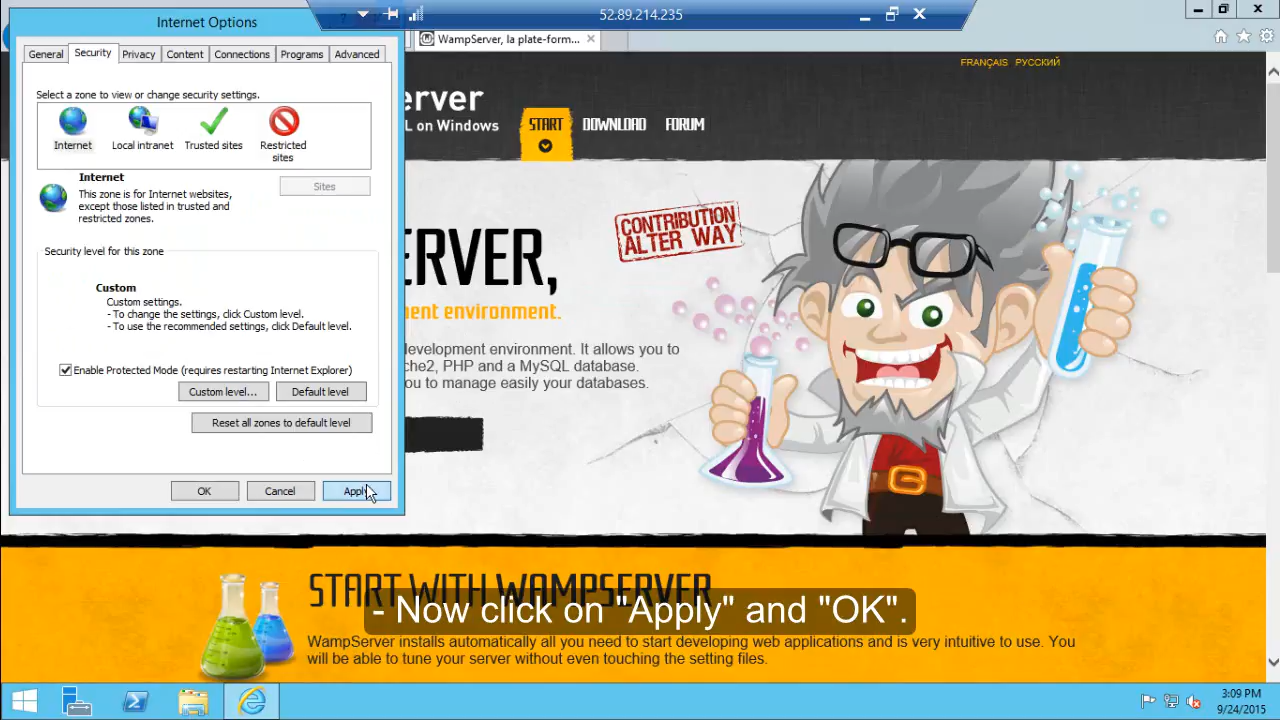 Internet Options
52.89.214.235
WampServer, la plate-form...
General Security Privacy Content Connections Programs Advanced
FRANÇAIS РУССКИЙ
Select a zone to view or change security settings.
Internet
Local intranet
Trusted sites
Restricted
sites
erver
L on Windows
START
DOWNLOAD
FORUM
Internet
This zone is for Internet websites,
except those listed in trusted and
restricted zones.
Sites
Security level for this zone
Custom
Custom settings.
- To change the settings, click Custom level.
- To use the recommended settings, click Default level.
Enable Protected Mode (requires restarting Internet Explorer)
Custom level...
Default level
Reset all zones to default level
OK
Cancel
Apply
CONTRIBUTION
ALTER WAY
ERVER,
ent environment.
evelopment environment. It allows you to
che2, PHP and a MySQL database.
ou to manage easily your databases.
START WITH WAMPSERVER
- Now click on "Apply" and "OK".
WampServer installs automatically all you need to start developing web applications and is very intuitive to use. You
will be able to tune your server without even touching the setting files.
3:09 PM
9/24/2015